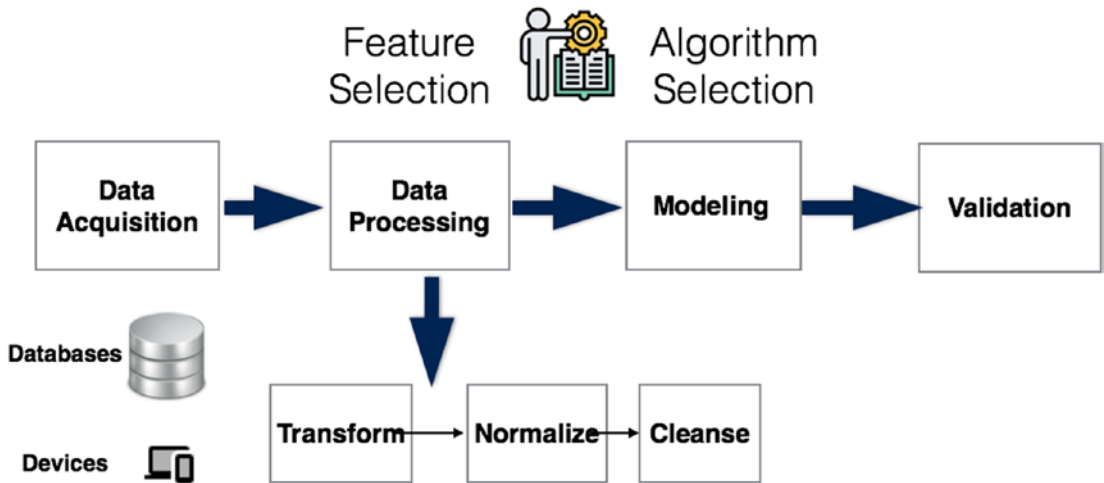 Feature
Selection
Algorithm
Selection
Data
Acquisition
Data
Processing
Modeling
Validation
Databases
Devices
Transform
Normalize
Cleanse